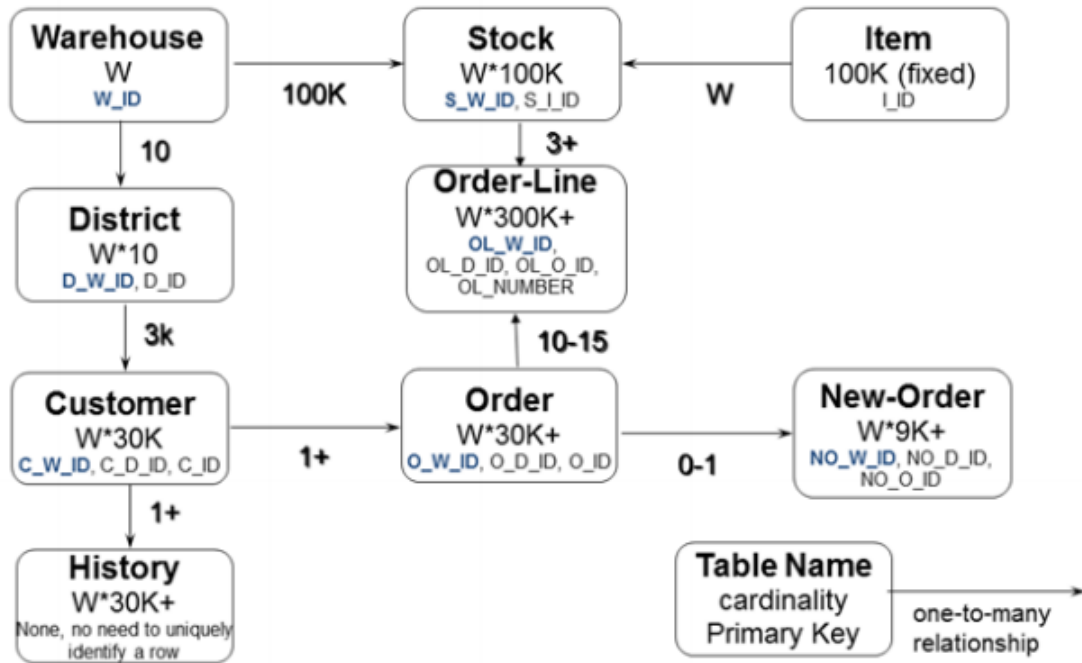 Warehouse
W
W_ID
100K
Stock
W*100K
S_W_ID, S_I_ID
W
Item
100K (fixed)
I_ID
10
3+
District
W*10
D_W_ID, D_ID
Order-Line
W*300K+
OL_W_ID,
OL_D_ID, OL_O_ID,
OL_NUMBER
3k
10-15
Customer
W*30K
C_W_ID, C_D_ID, C_ID
1+
Order
W*30K+
O_W_ID, O_D_ID, O_ID
0-1
New-Order
W*9K+
NO_W_ID, NO_D_ID,
NO_O_ID
1+
History
W*30K+
None, no need to uniquely
identify a row
Table Name
cardinality
Primary Key
one-to-many
relationship